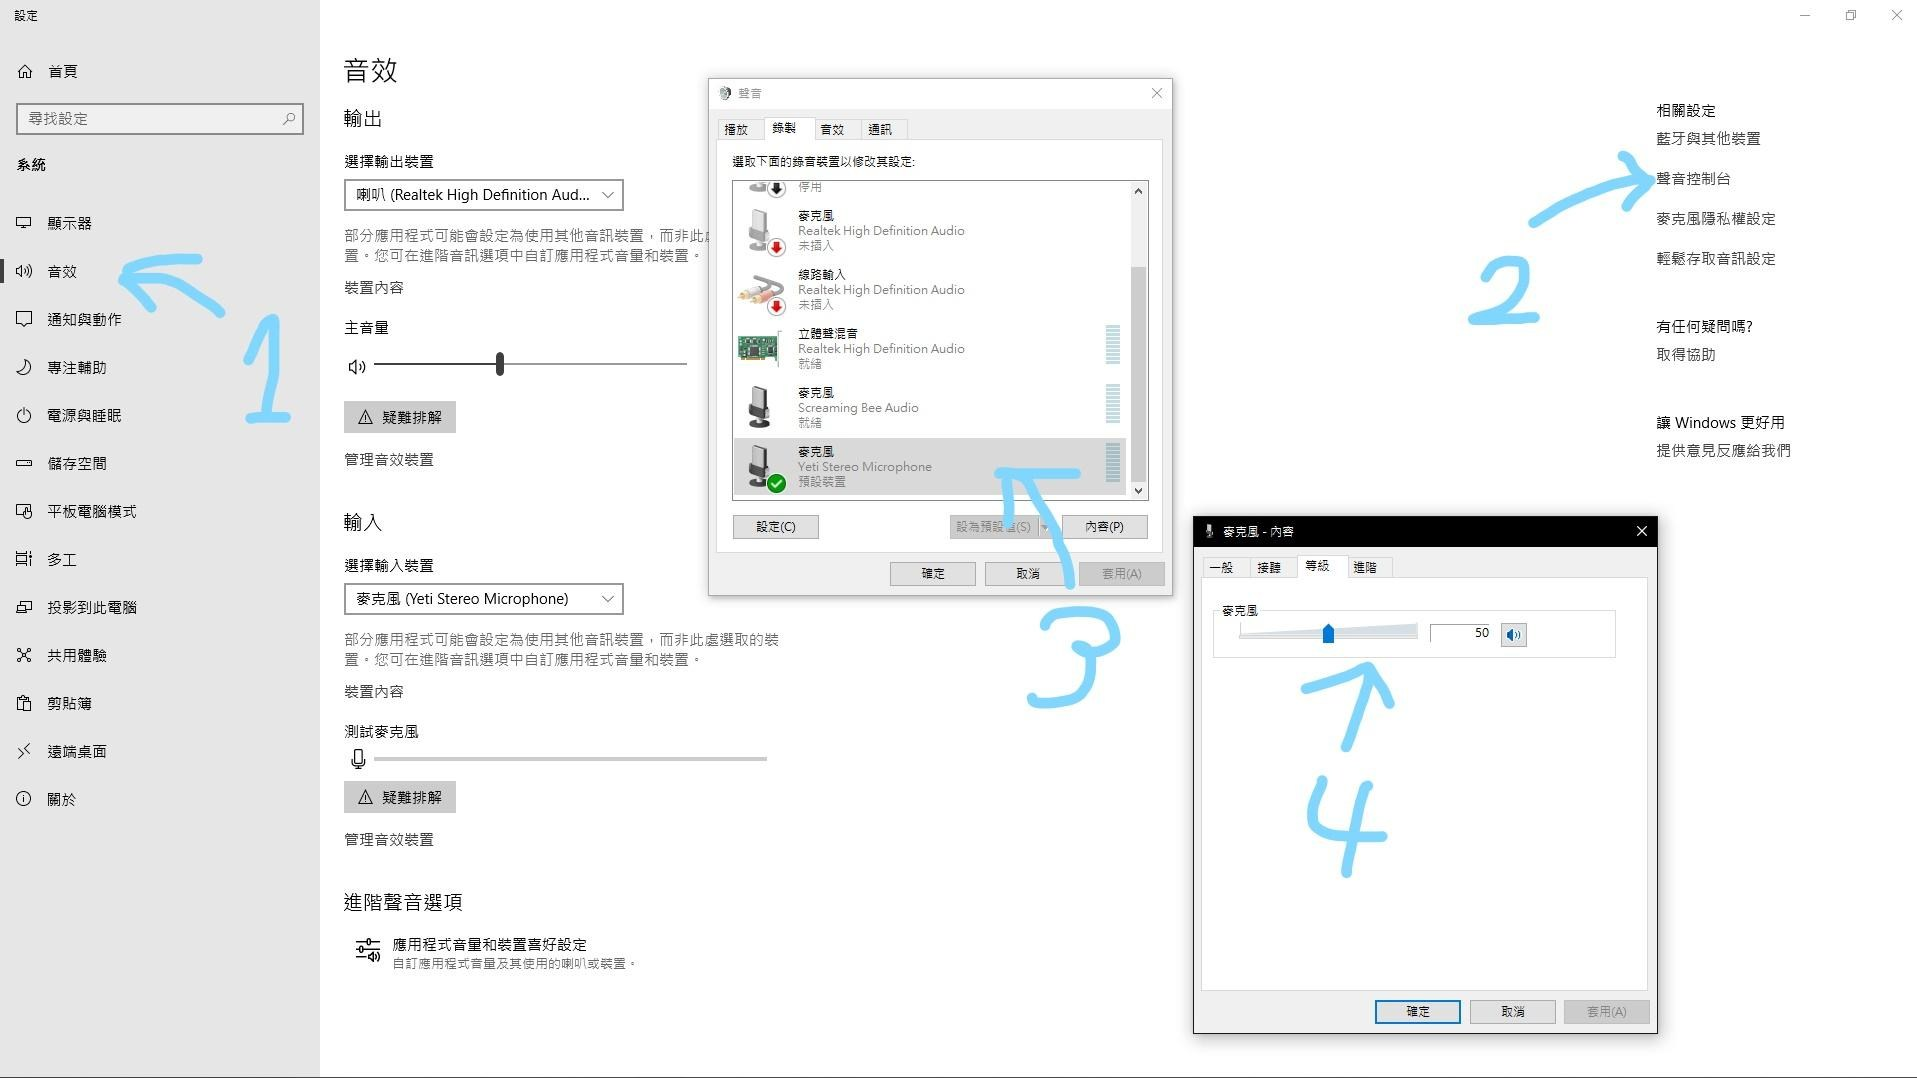 設定
首頁
尋找設定
系統
顯示器
音效
通知與動作
專注輔助
電源與睡眠
儲存空間
平板電腦模式
多工
投影到此電腦
共用體驗
剪貼簿
遠端桌面
關於
1
音效
輸出
選擇輸出裝置
喇叭 (Realtek High Definition Aud...
部分應用程式可能會設定為使用其他音訊裝置，而非此
置。您可在進階音訊選項中自訂應用程式音量和裝置。
裝置內容
主音量
疑難排解
管理音效裝置
輸入
選擇輸入裝置
麥克風 (Yeti Stereo Microphone)
部分應用程式可能會設定為使用其他音訊裝置，而非此處選取的裝
置。您可在進階音訊選項中自訂應用程式音量和裝置。
裝置內容
測試麥克風
疑難排解
管理音效裝置
進階聲音選項
應用程式音量和裝置喜好設定
自訂應用程式音量及其使用的喇叭或裝置。
聲音
播放 錄製 音效 通訊
選取下面的錄音裝置以修改其設定:
停用
麥克風
Realtek High Definition Audio
未插入
線路輸入
Realtek High Definition Audio
未插入
立體聲混音
Realtek High Definition Audio
就緒
麥克風
Screaming Bee Audio
就緒
麥克風
Yeti Stereo Microphone
預設裝置
設定(C) 設為預設值(S) 內容(P)
確定 取消 套用(A)
3
相關設定
藍牙與其他裝置
聲音控制台
麥克風隱私權設定
輕鬆存取音訊設定
2
有任何疑問嗎?
取得協助
讓 Windows 更好用
提供意見反應給我們
麥克風 - 內容
一般 接聽 等級 進階
麥克風
50
4
確定 取消 套用(A)